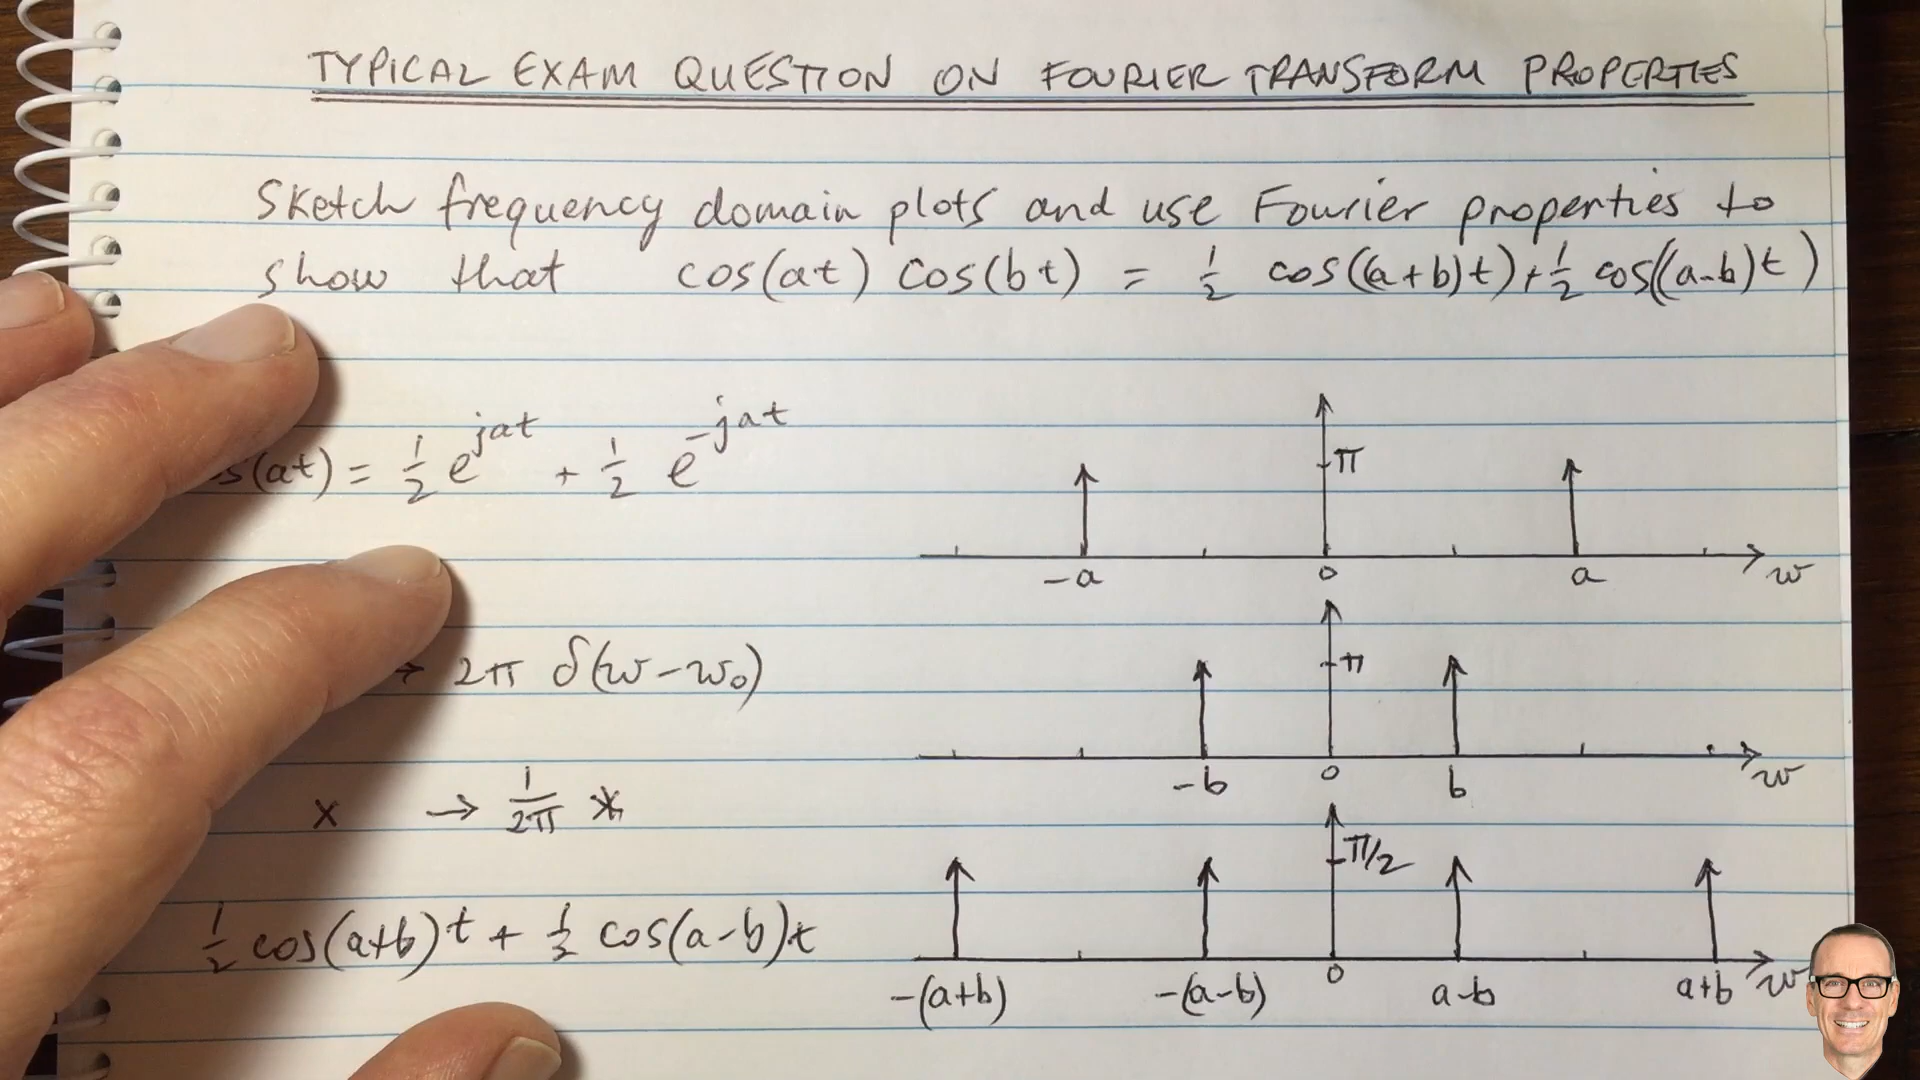 TYPICAL EXAM QUESTION ON FOURIER TRANSFORM PROPERTIES
Sketch frequency domain plots and use Fourier properties to
show that cos(at) cos(bt) = 1/2 cos((a+b)t) + 1/2 cos((a-b)t)
s(at) = 1/2 e^jat + 1/2 e^-jat
π
-a 0 a w
→ 2π δ(w-w₀)
π
-b 0 b w
x → 1/2π *
π/2
1/2 cos(a+b)t + 1/2 cos(a-b)t
-(a+b) -(a-b) 0 a-b a+b w